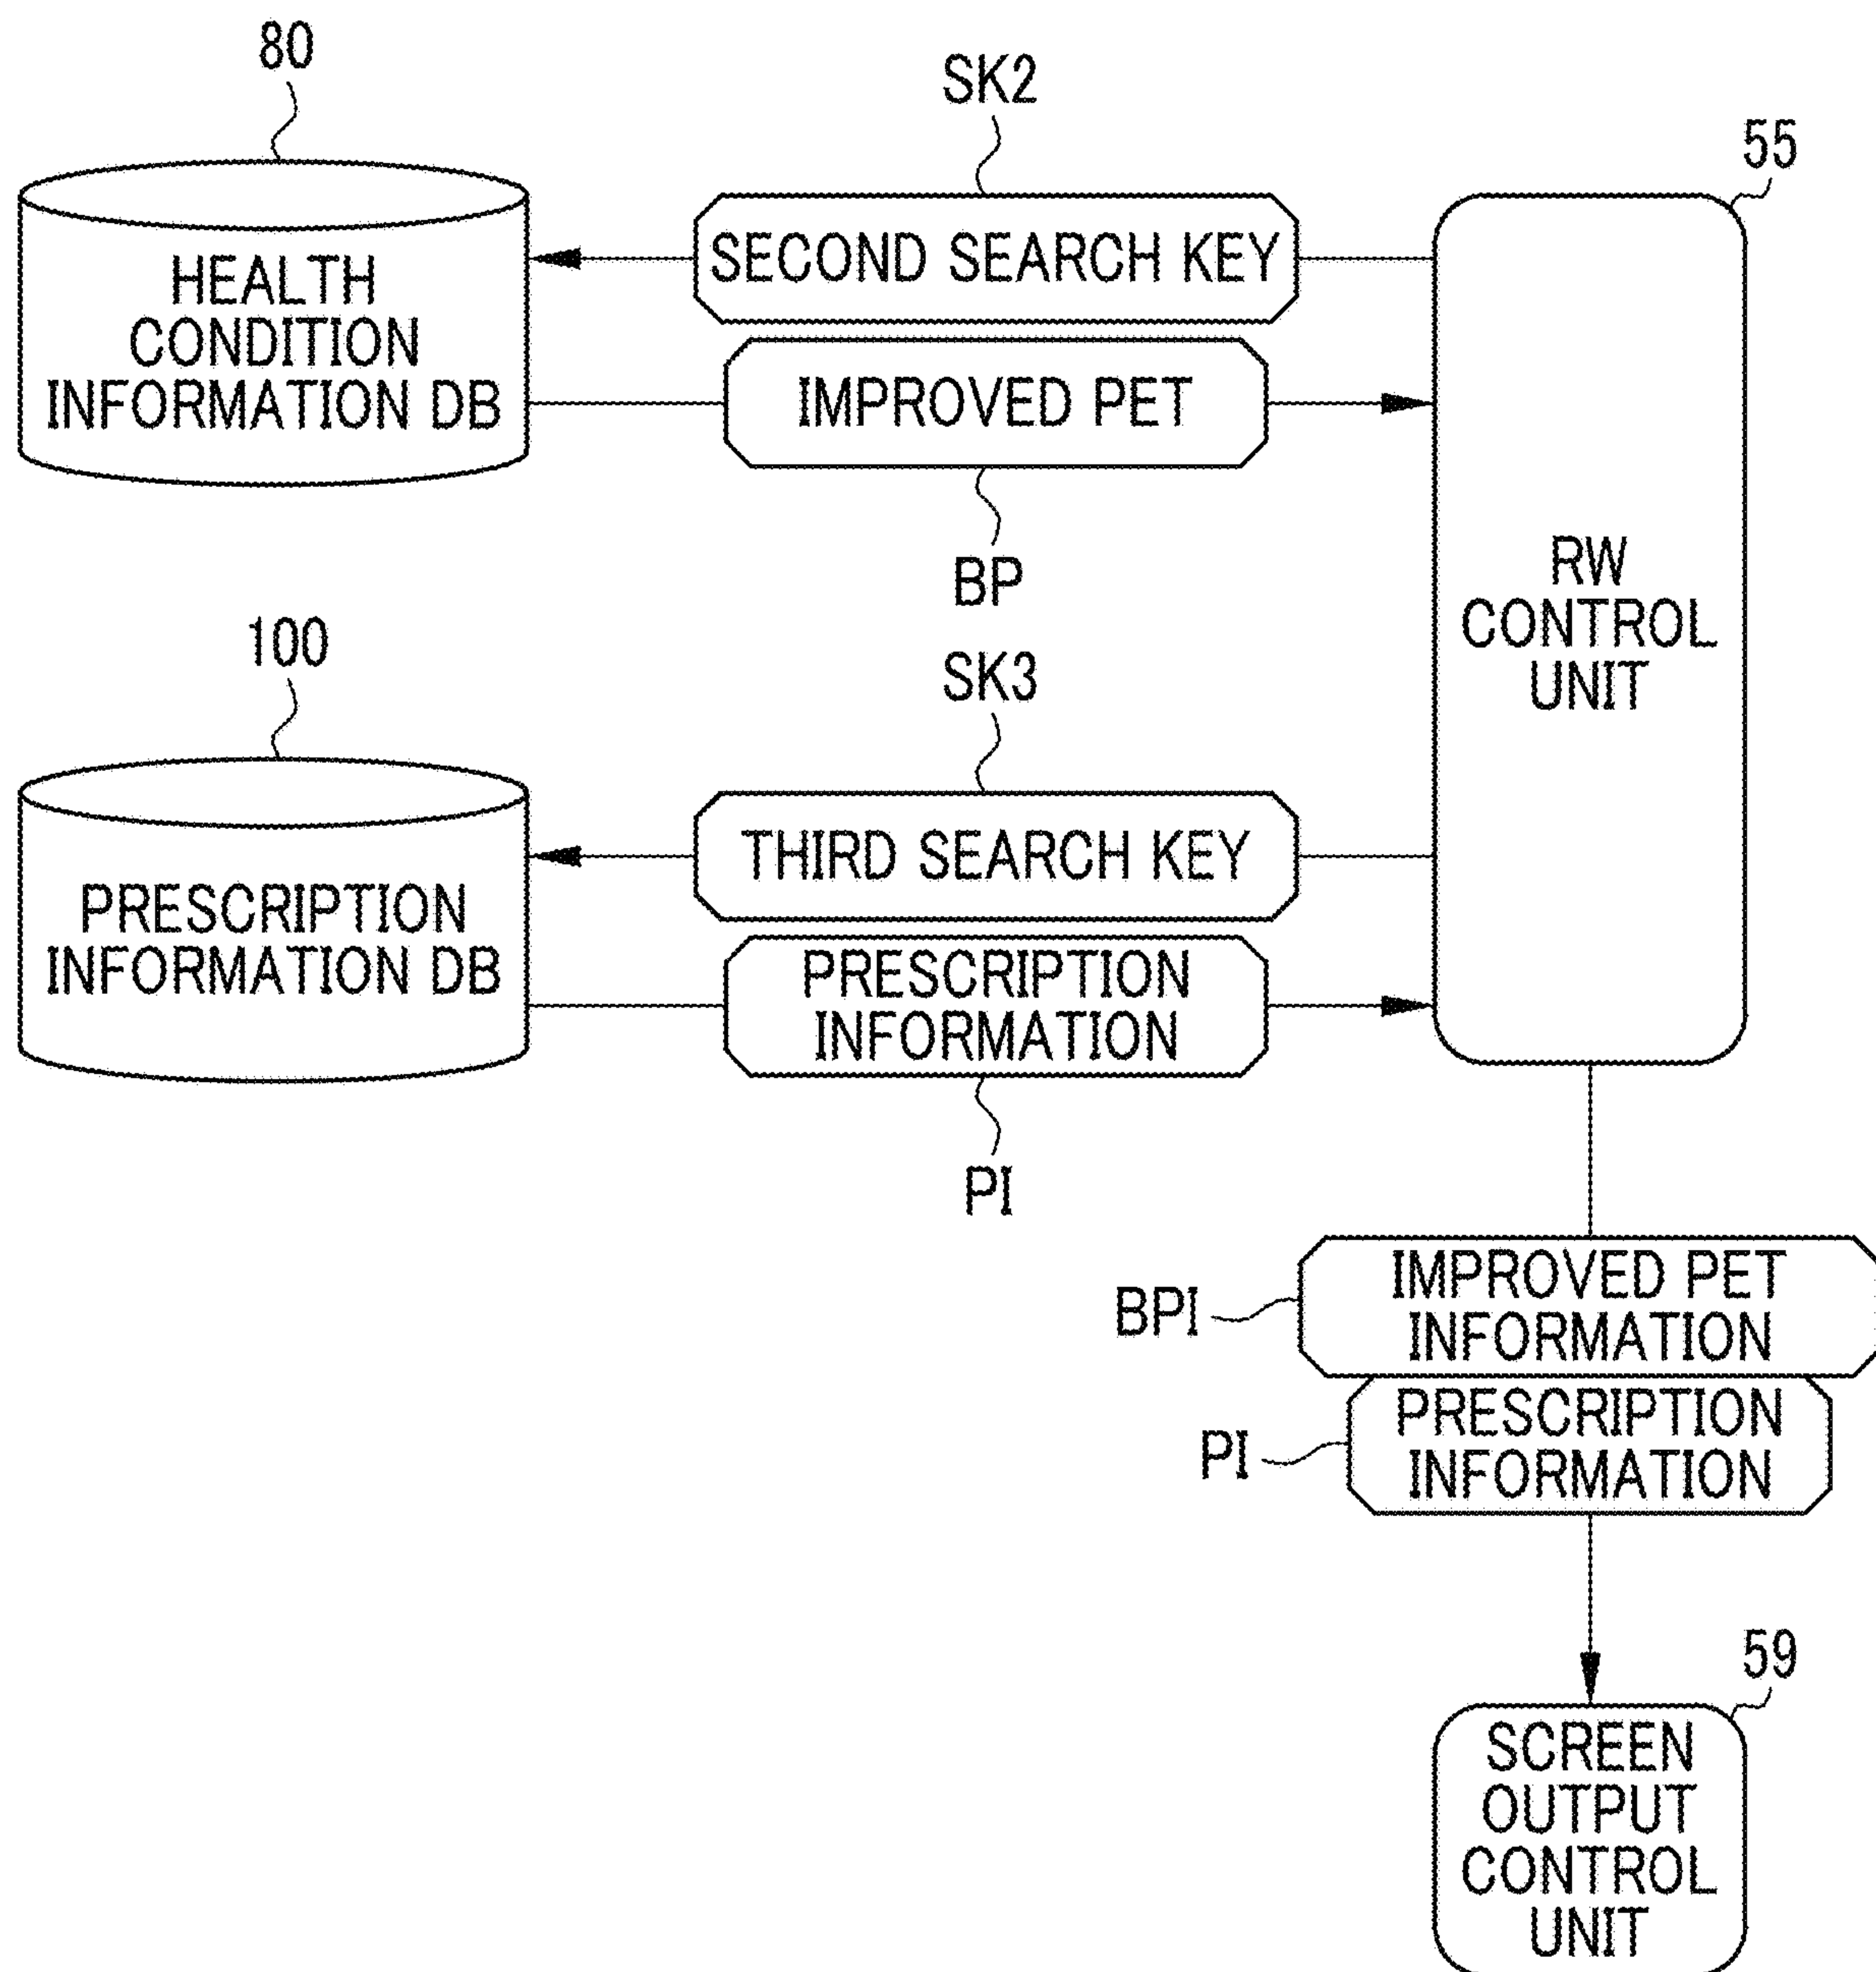 80
SK2
55
HEALTH
CONDITION
INFORMATION DB
SECOND SEARCH KEY
IMPROVED PET
BP
RW
CONTROL
UNIT
100
SK3
PRESCRIPTION
INFORMATION DB
THIRD SEARCH KEY
PRESCRIPTION
INFORMATION
PI
BPI
IMPROVED PET
INFORMATION
PI
PRESCRIPTION
INFORMATION
59
SCREEN
OUTPUT
CONTROL
UNIT